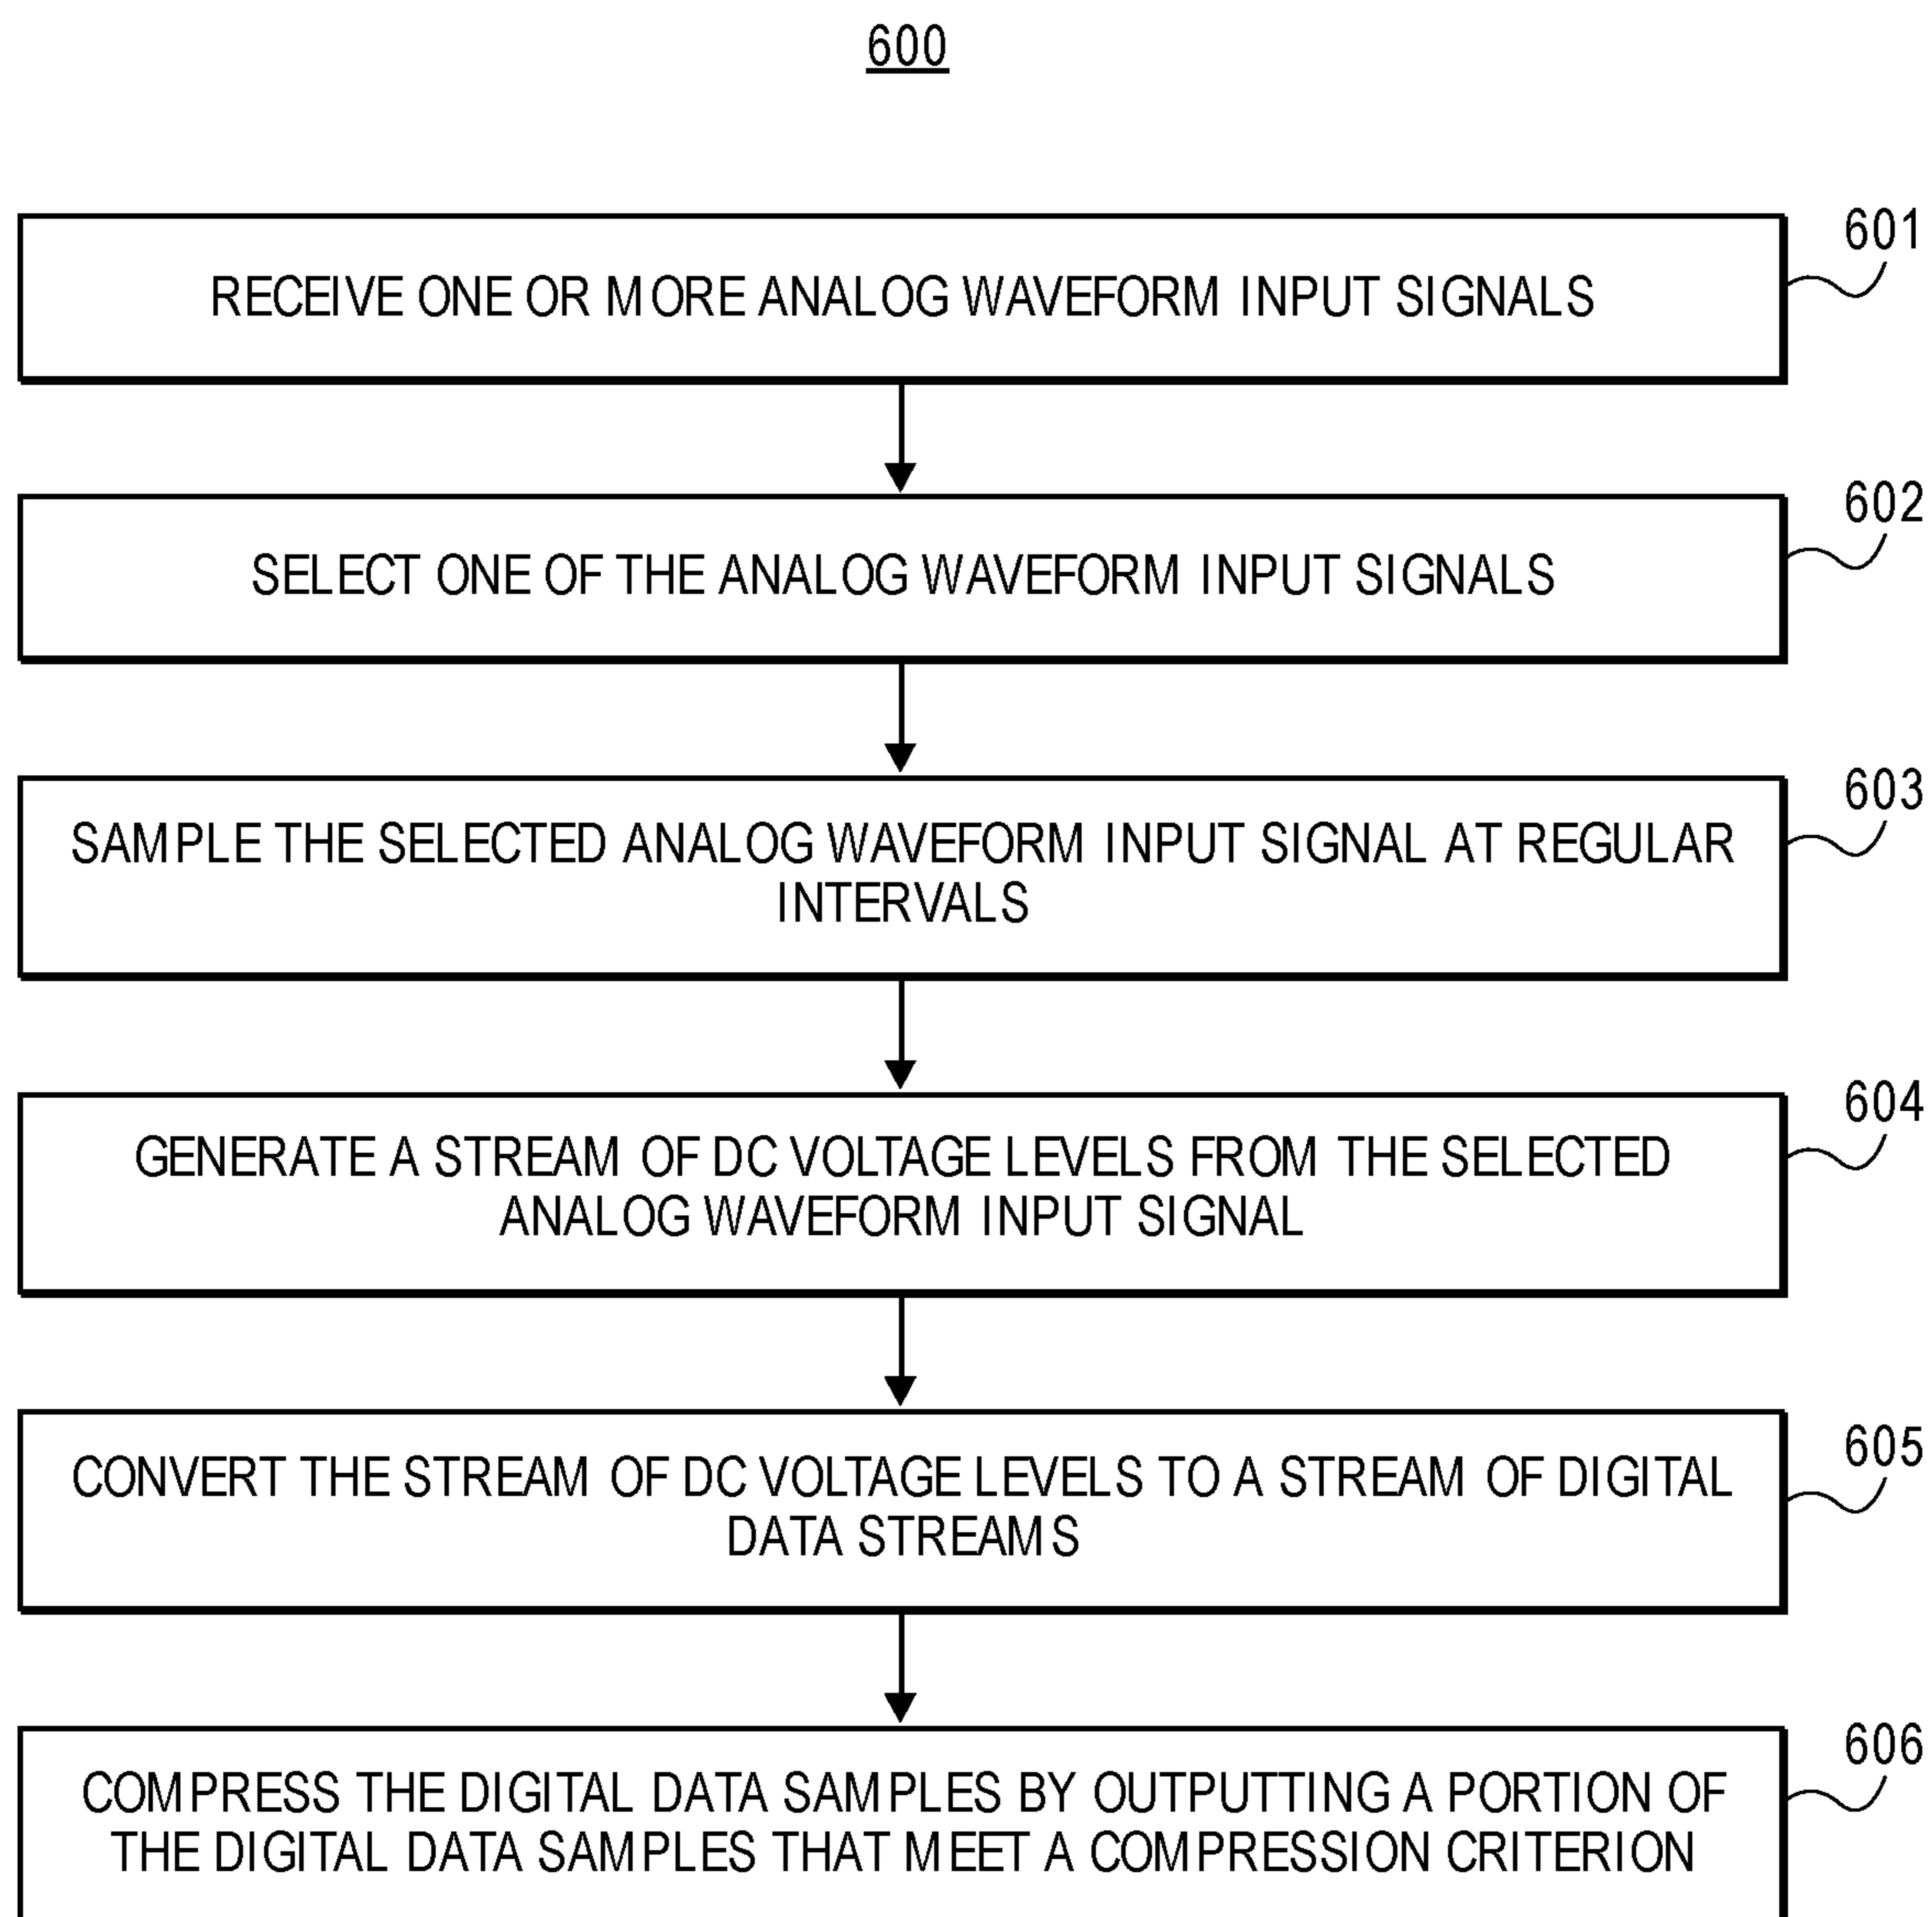 600
601
RECEIVE ONE OR MORE ANALOG WAVEFORM INPUT SIGNALS
602
SELECT ONE OF THE ANALOG WAVEFORM INPUT SIGNALS
603
SAMPLE THE SELECTED ANALOG WAVEFORM INPUT SIGNAL AT REGULAR
INTERVALS
604
GENERATE A STREAM OF DC VOLTAGE LEVELS FROM THE SELECTED
ANALOG WAVEFORM INPUT SIGNAL
605
CONVERT THE STREAM OF DC VOLTAGE LEVELS TO A STREAM OF DIGITAL
DATA STREAMS
606
COMPRESS THE DIGITAL DATA SAMPLES BY OUTPUTTING A PORTION OF
THE DIGITAL DATA SAMPLES THAT MEET A COMPRESSION CRITERION